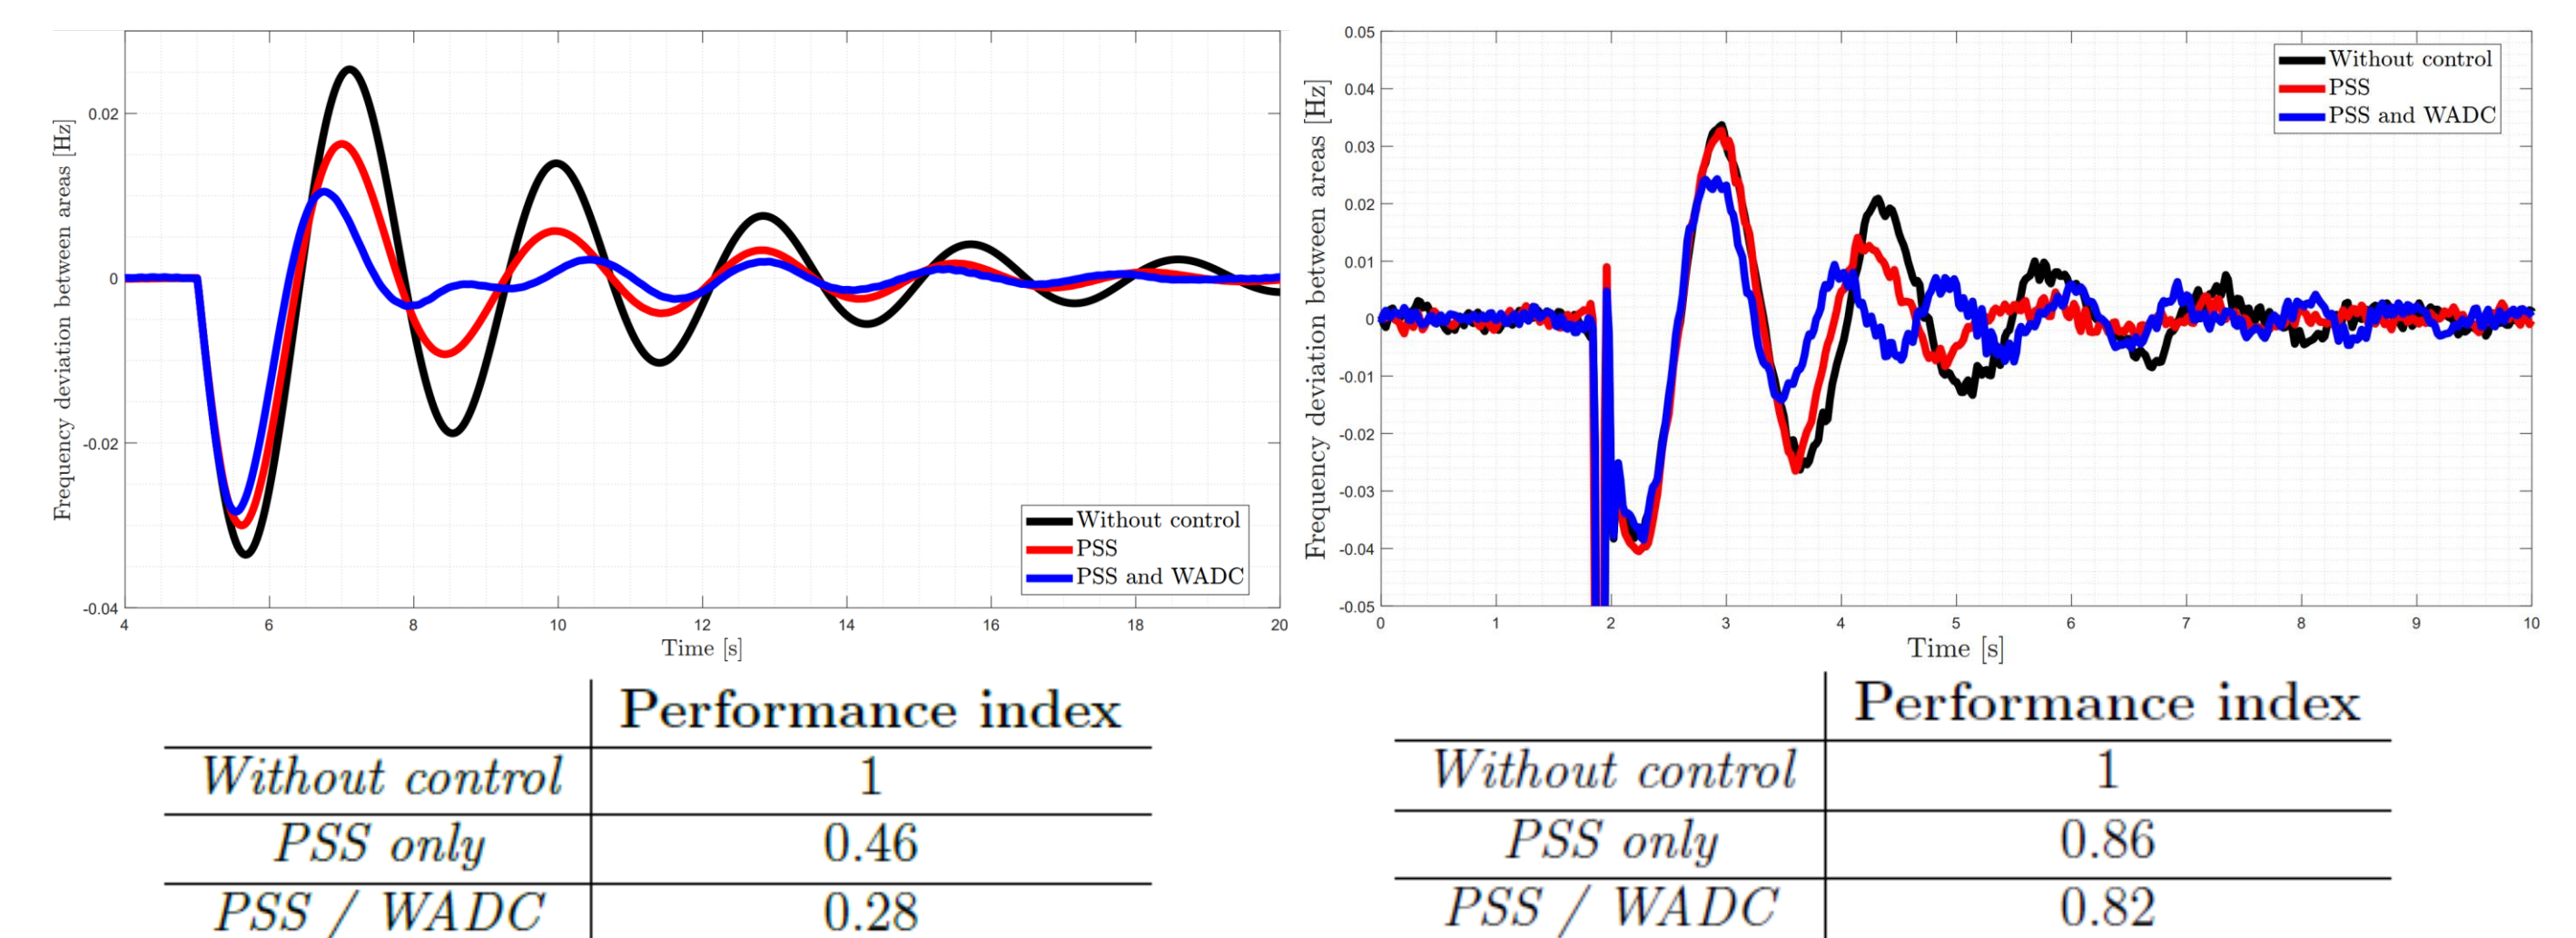 Frequency deviation between areas [Hz]
0.02
0
-0.02
-0.04
4 6 8 10 12 14 16 18 20
Time [s]
Without control
PSS
PSS and WADC
Frequency deviation between areas [Hz]
0.05
0.04
0.03
0.02
0.01
0
-0.01
-0.02
-0.03
-0.04
-0.05
0 1 2 3 4 5 6 7 8 9 10
Time [s]
Without control
PSS
PSS and WADC
Performance index
Without control 1
PSS only 0.46
PSS / WADC 0.28
Performance index
Without control 1
PSS only 0.86
PSS / WADC 0.82